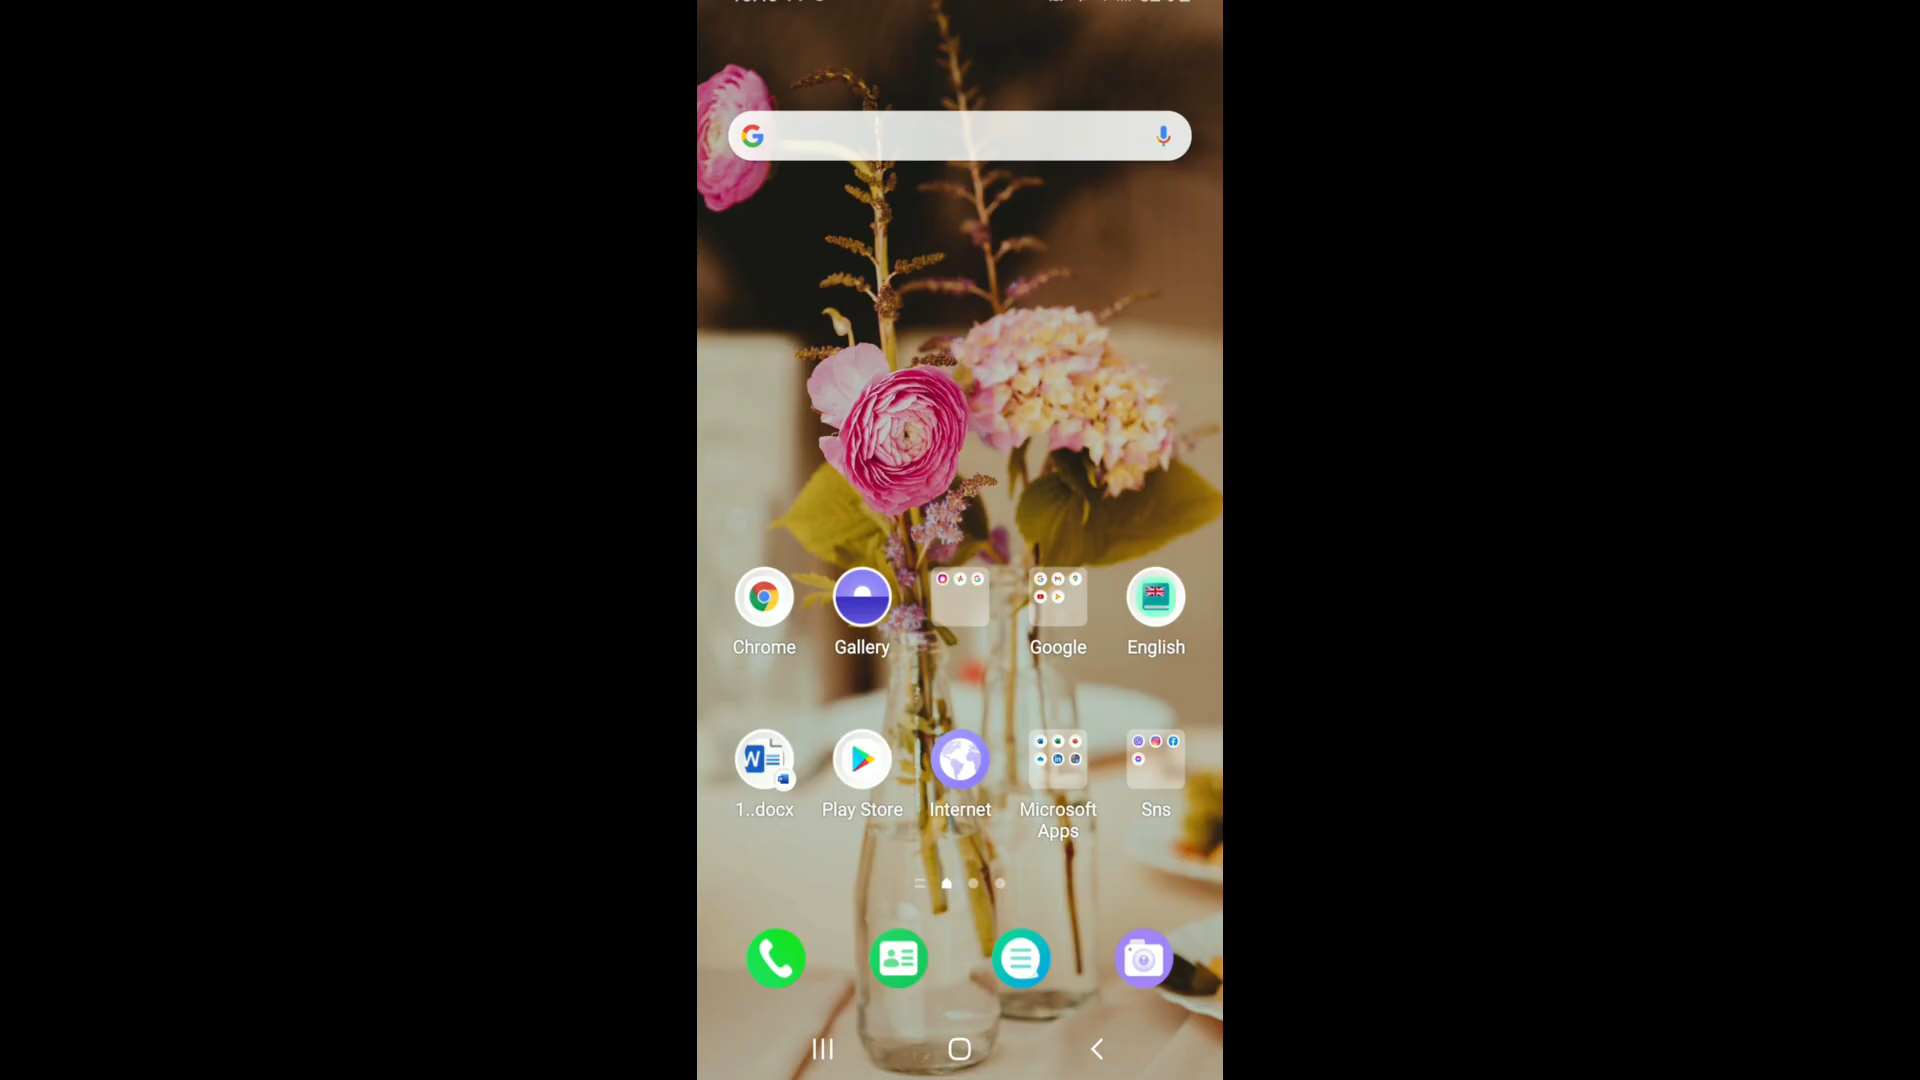 Chrome
Gallery
Google
English
1..docx
Play Store
Internet
Microsoft
Apps
Sns